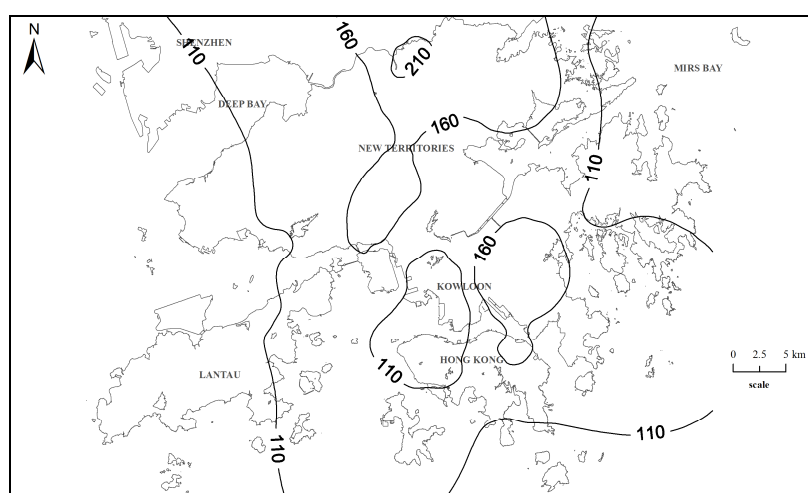 N
SHENZHEN
110
160
210
MIRS BAY
DEEP BAY
160
NEW TERRITORIES
110
160
KOWLOON
110
HONG KONG
LANTAU
0 2.5 5 km
scale
110
110